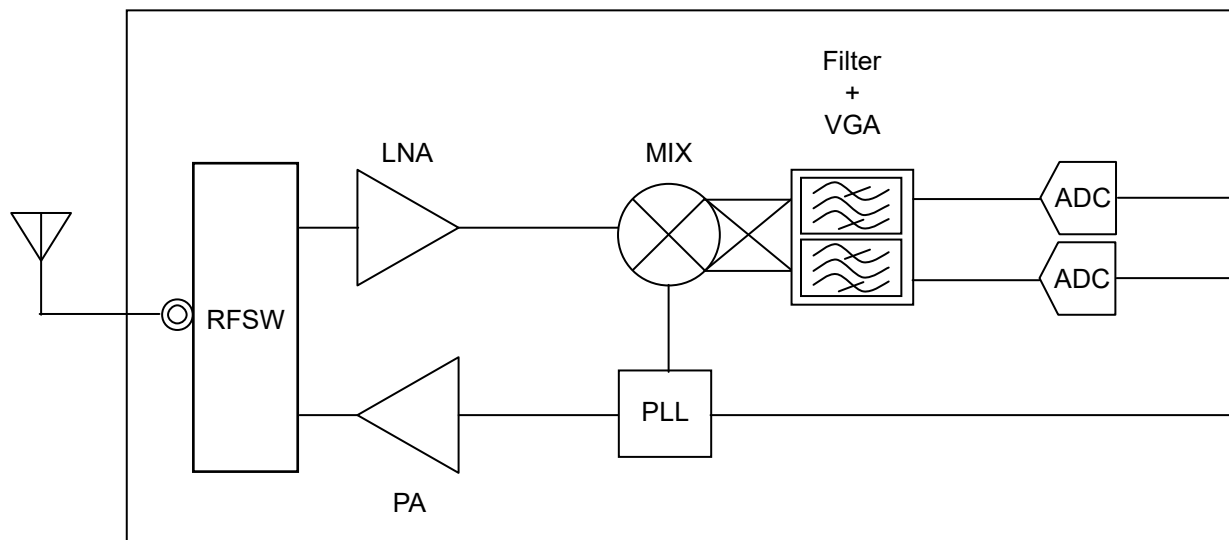 Filter
+
VGA
LNA
MIX
ADC
ADC
RFSW
PLL
PA